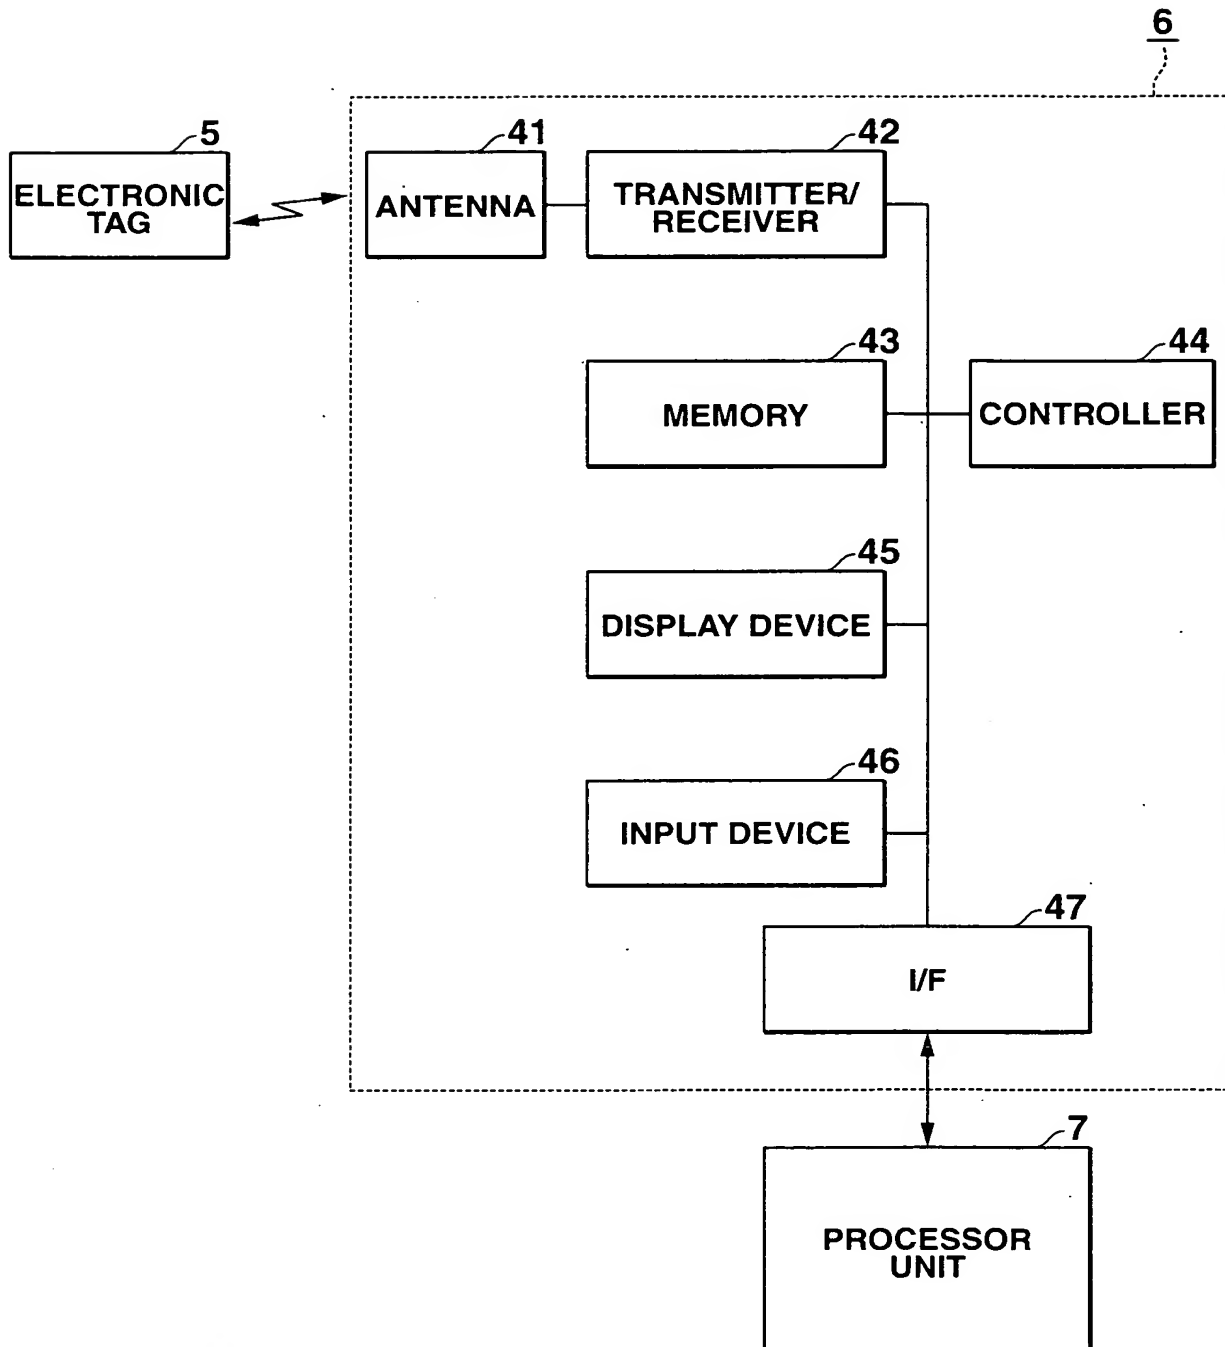 6
5
ELECTRONIC
TAG
41
ANTENNA
42
TRANSMITTER/
RECEIVER
43
MEMORY
44
CONTROLLER
45
DISPLAY DEVICE
46
INPUT DEVICE
47
I/F
7
PROCESSOR
UNIT